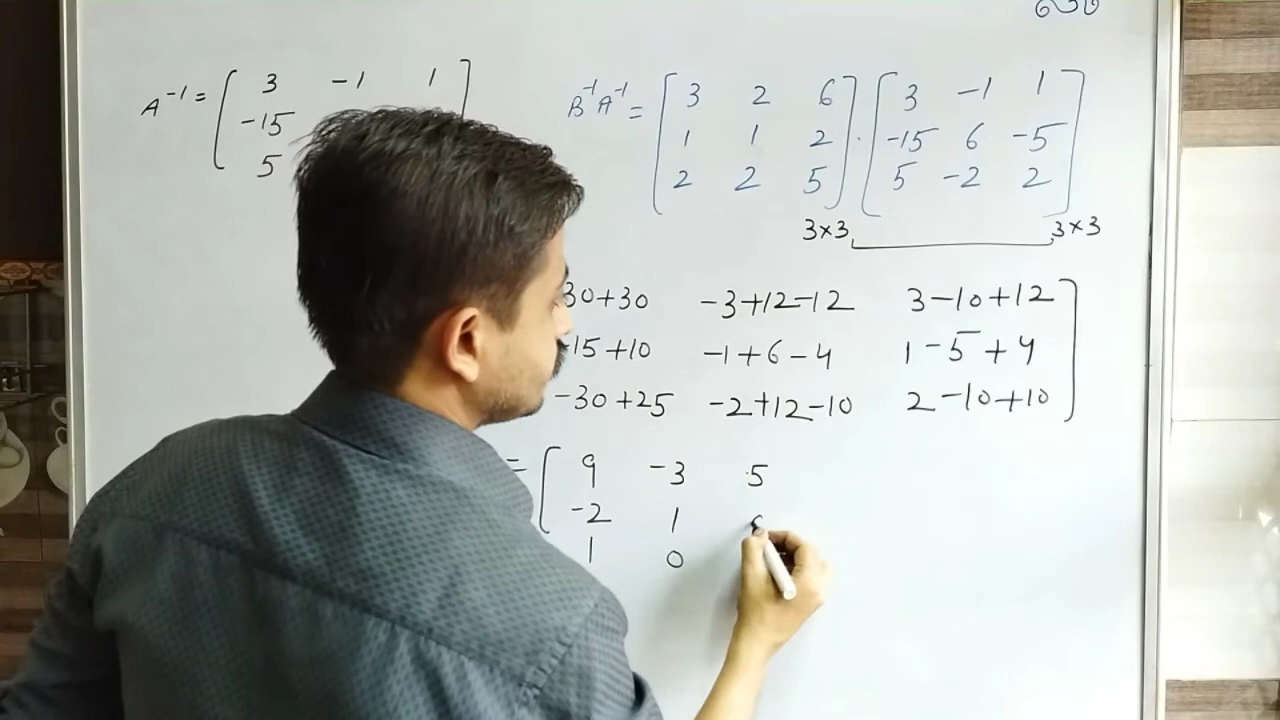 A⁻¹ = [ 3 -1 1 ]
-15
5
B⁻¹A⁻¹ = [ 3 2 6 ] . [ 3 -1 1 ]
1 1 2 -15 6 -5
2 2 5 5 -2 2
3×3 3×3
30+30 -3+12-12 3-10+12
-15+10 -1+6-4 1-5+4
-30+25 -2+12-10 2-10+10
= [ 9 -3 5
-2 1
1 0